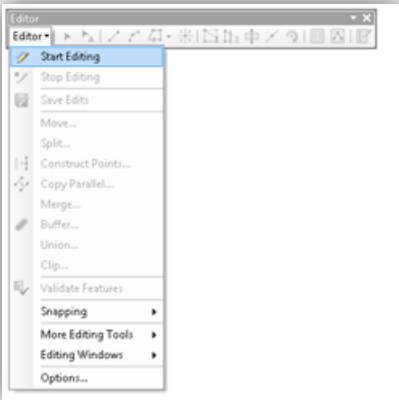 Editor
Editor
Start Editing
Stop Editing
Save Edits
Move...
Split...
Construct Points...
Copy Parallel...
Merge...
Buffer...
Union...
Clip...
Validate Features
Snapping
More Editing Tools
Editing Windows
Options...